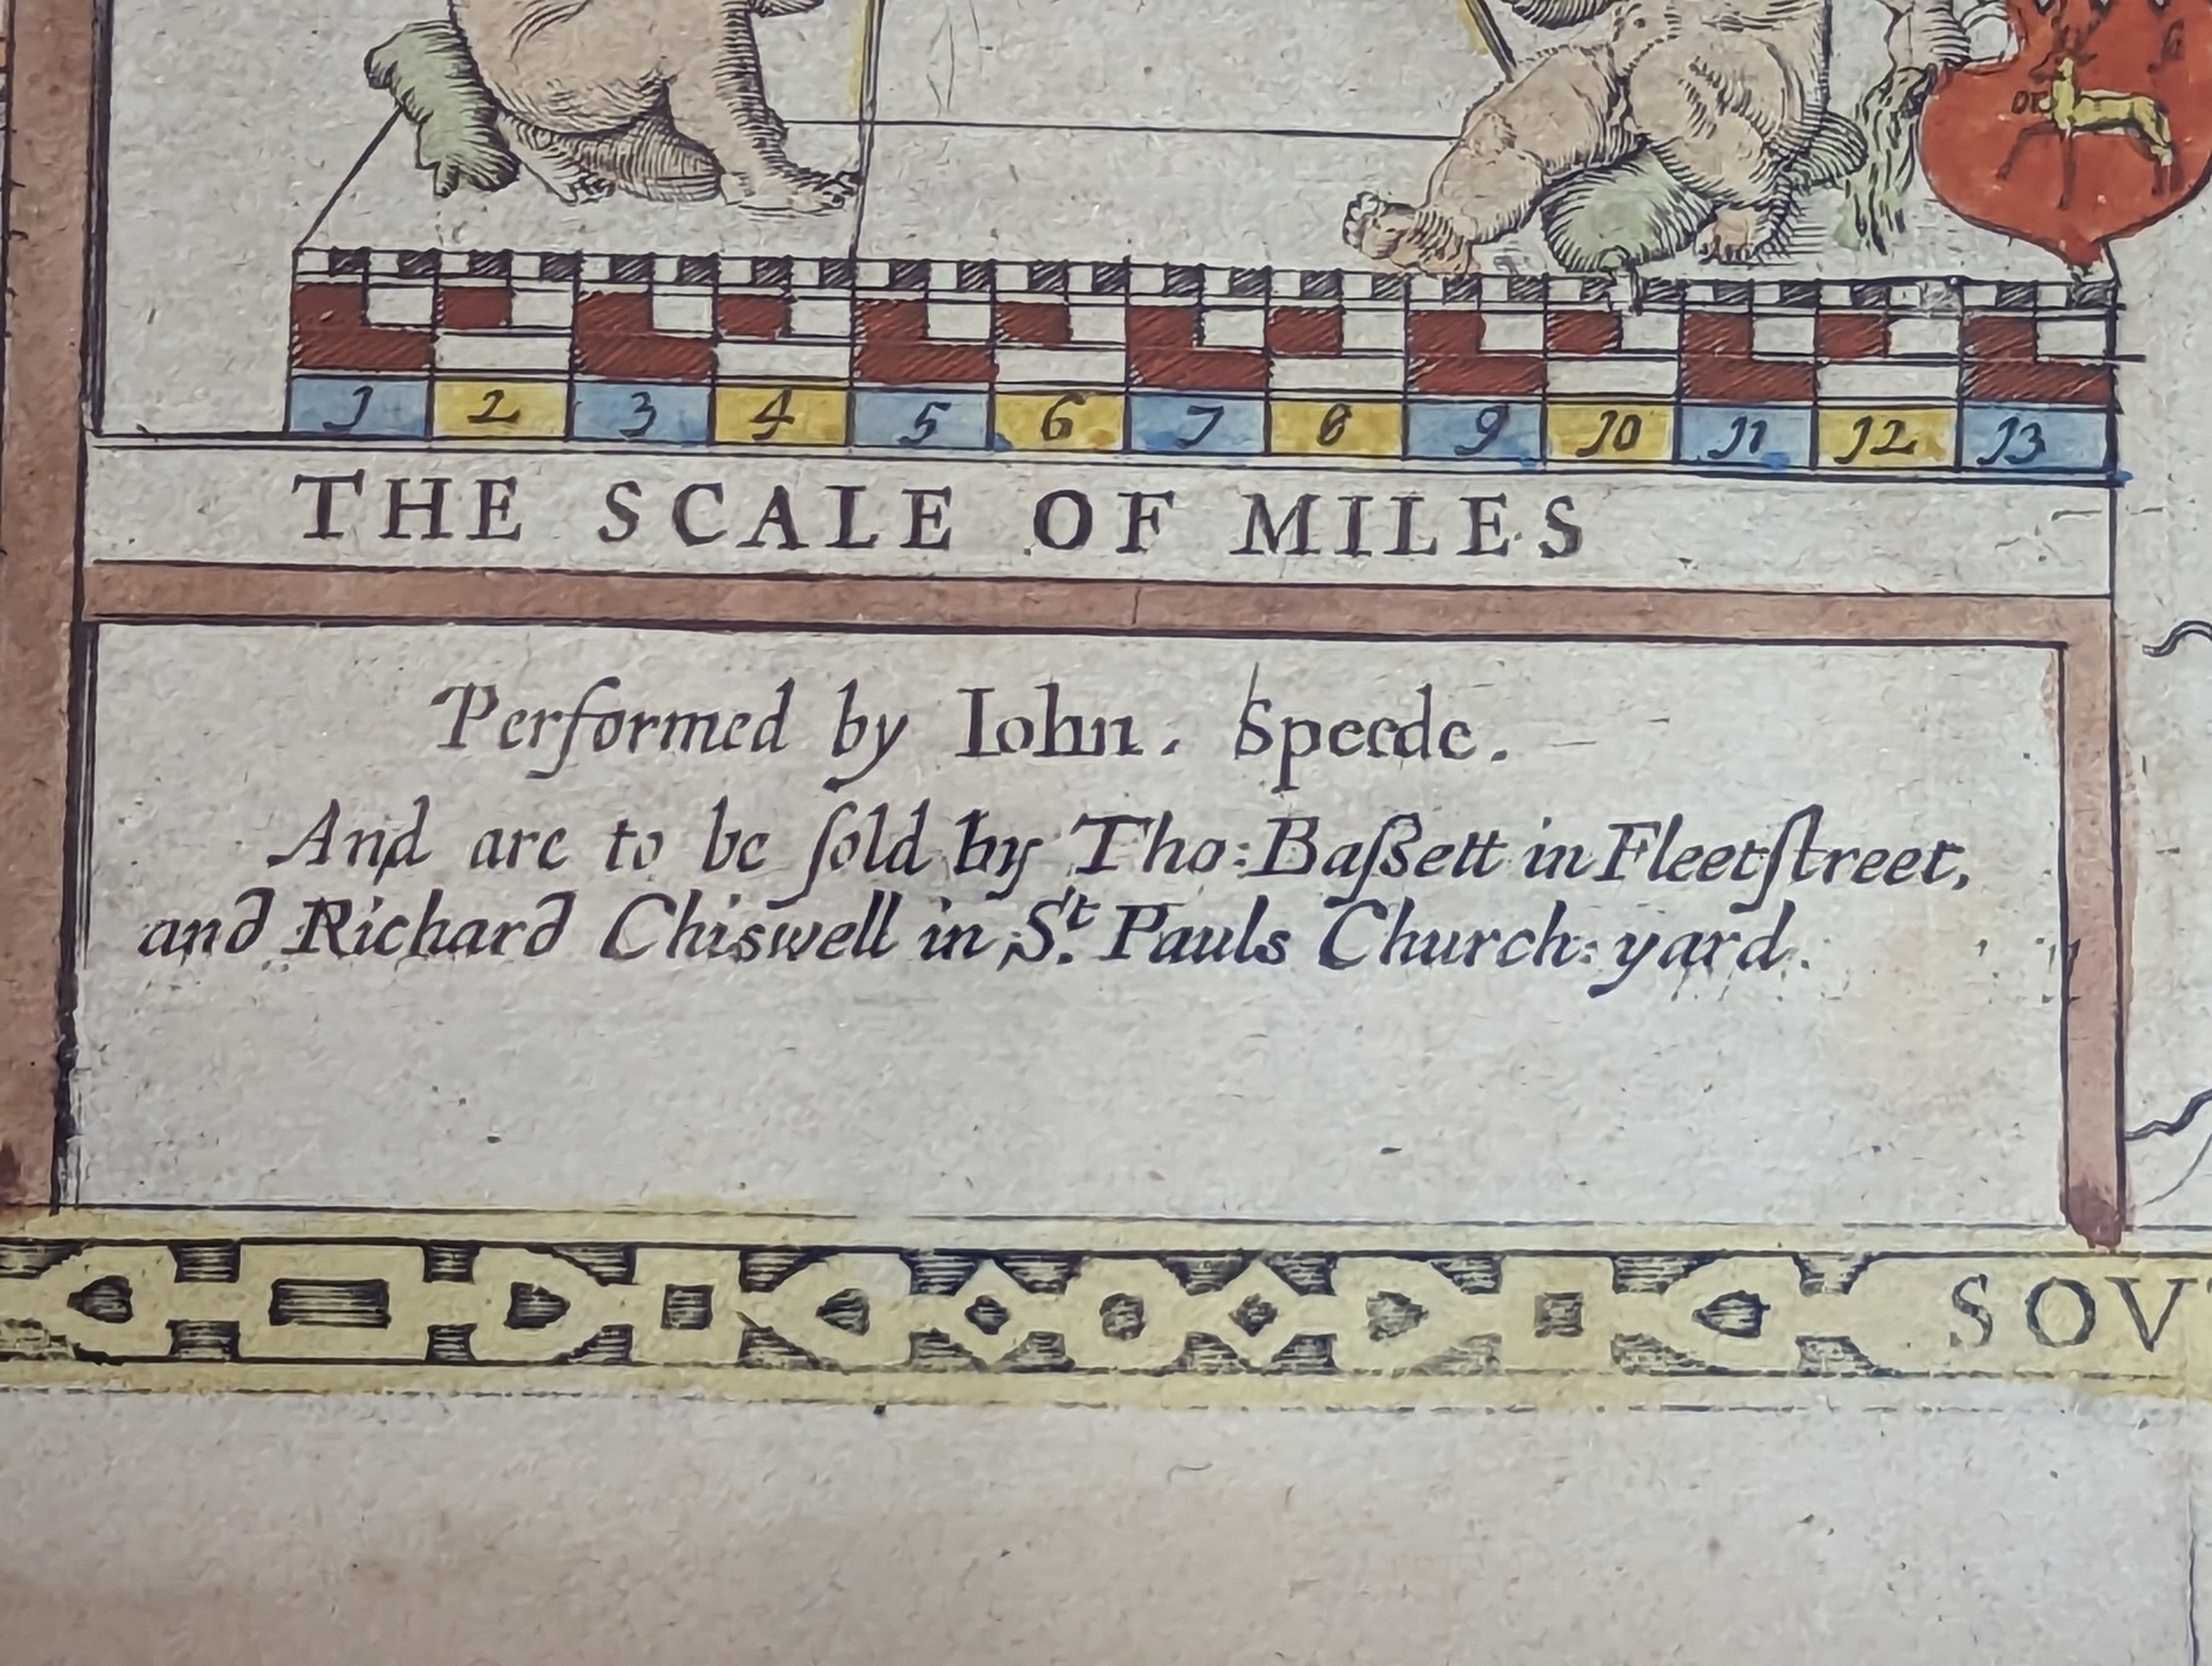 or
1 2 3 4 5 6 7 8 9 10 11 12 13
THE SCALE OF MILES
Performed by Iohn. Speede.
And are to be ſold by Tho: Baſsett in Fleetſtreet,
and Richard Chiswell in St. Pauls Church: yard.
SOV